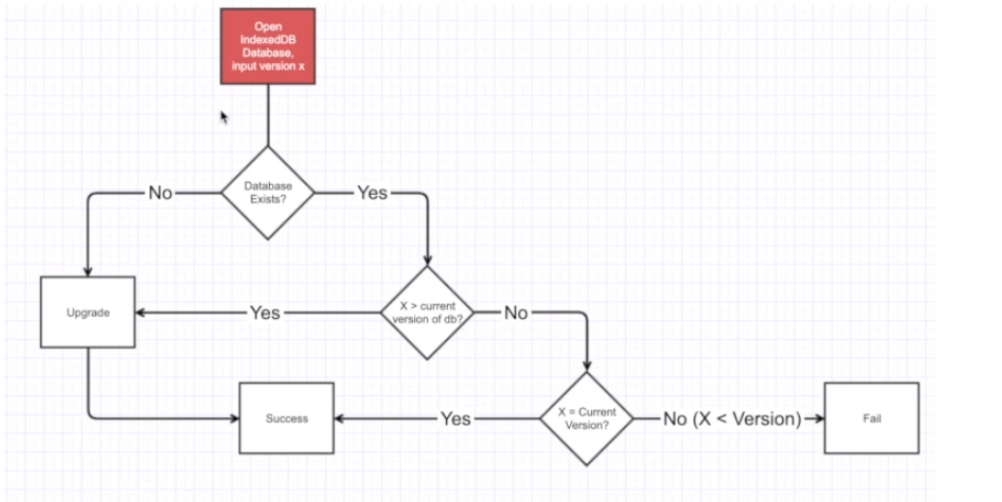 Open
IndexedDB
Database,
input version x
Database
Exists?
No
Yes
Upgrade
Yes
X > current
version of db?
No
Success
Yes
X = Current
Version?
No (X < Version)
Fail